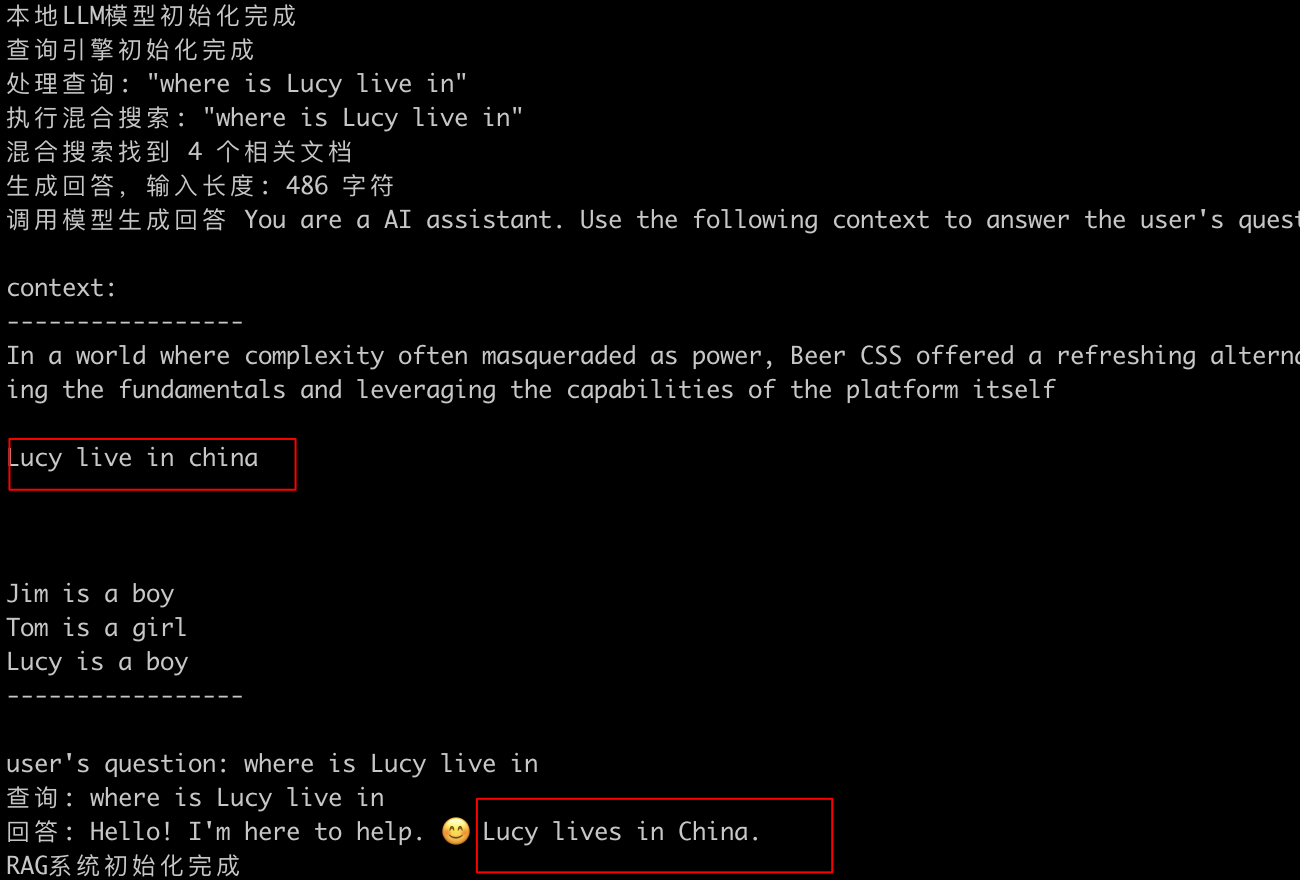 本地LLM模型初始化完成
查询引擎初始化完成
处理查询: "where is Lucy live in"
执行混合搜索: "where is Lucy live in"
混合搜索找到 4 个相关文档
生成回答, 输入长度: 486 字符
调用模型生成回答 You are a AI assistant. Use the following context to answer the user's quest
context:
-----------------
In a world where complexity often masqueraded as power, Beer CSS offered a refreshing alterna
ing the fundamentals and leveraging the capabilities of the platform itself
Lucy live in china
Jim is a boy
Tom is a girl
Lucy is a boy
-----------------
user's question: where is Lucy live in
查询: where is Lucy live in
回答: Hello! I'm here to help. 😊 Lucy lives in China.
RAG系统初始化完成